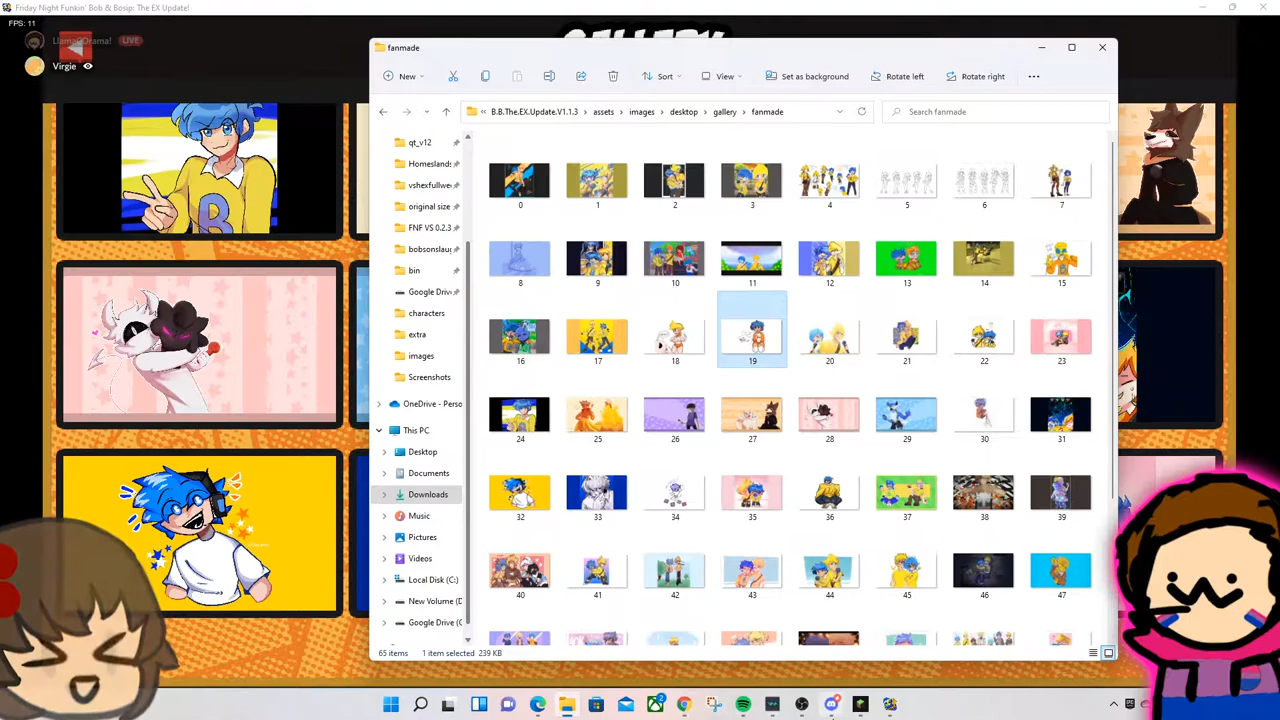 Friday Night Funkin' Bob & Bosip: The EX Update!
FPS: 11
LIVE
Virgie
GALLERY
fanmade
New
Sort
View
Set as background
Rotate left
Rotate right
«
B.B.The.EX.Update.V1.1.3
assets
images
desktop
gallery
fanmade
Search fanmade
qt_v12
Homelands
vshexfullwe
original size
FNF VS 0.2.3
bobsonslaug
bin
Google Driv
characters
extra
images
Screenshots
OneDrive - Perso
This PC
Desktop
Documents
Downloads
Music
Pictures
Videos
Local Disk (C:)
New Volume (D
Google Drive (G
0 1 2 3 4 5 6 7
8 9 10 11 12 13 14 15
16 17 18 19 20 21 22 23
24 25 26 27 28 29 30 31
32 33 34 35 36 37 38 39
40 41 42 43 44 45 46 47
65 items
1 item selected 239 KB
B
2